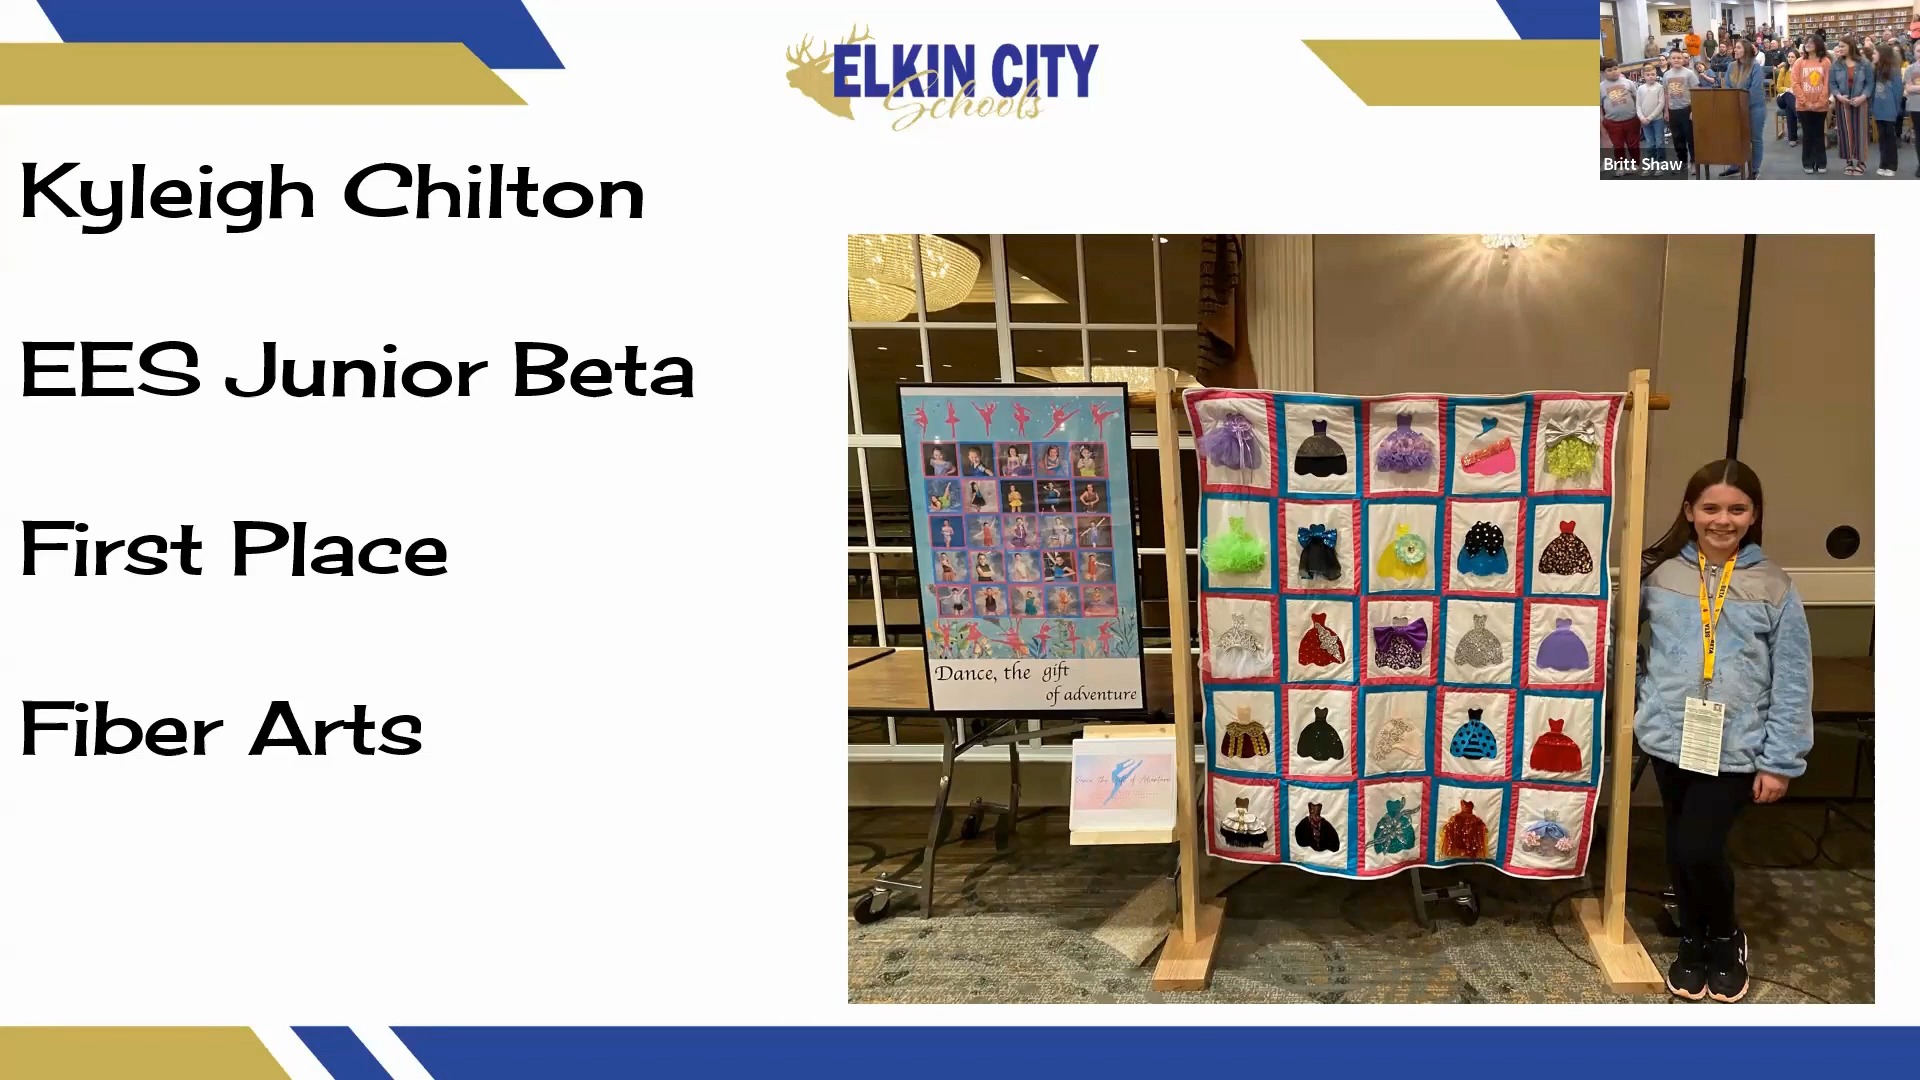 ELKIN CITY
Schools
Britt Shaw
Kyleigh Chilton
EES Junior Beta
First Place
Fiber Arts
Dance, the gift
of adventure
BETA